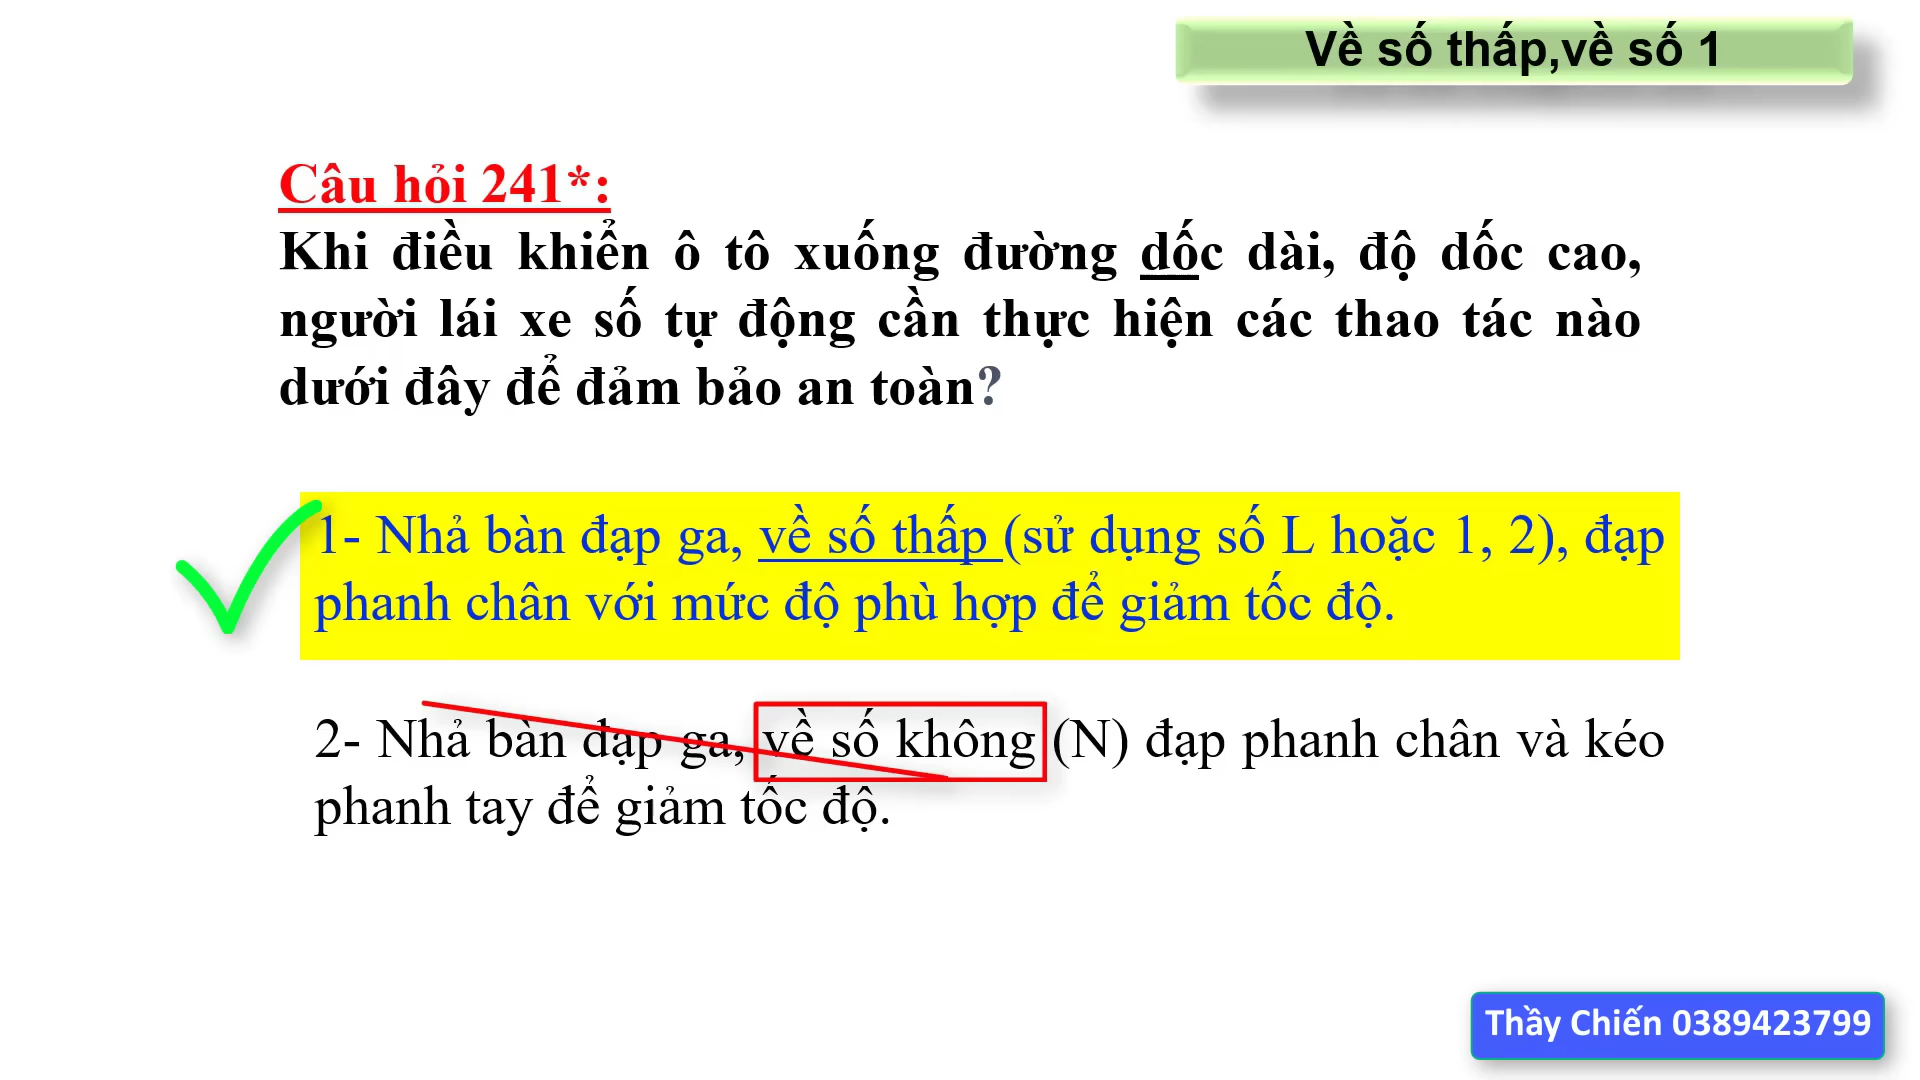 Về số thấp,về số 1
Câu hỏi 241*:
Khi điều khiển ô tô xuống đường dốc dài, độ dốc cao,
người lái xe số tự động cần thực hiện các thao tác nào
dưới đây để đảm bảo an toàn?
1- Nhả bàn đạp ga, về số thấp (sử dụng số L hoặc 1, 2), đạp
phanh chân với mức độ phù hợp để giảm tốc độ.
2- Nhả bàn đạp ga, về số không (N) đạp phanh chân và kéo
phanh tay để giảm tốc độ.
Thầy Chiến 0389423799